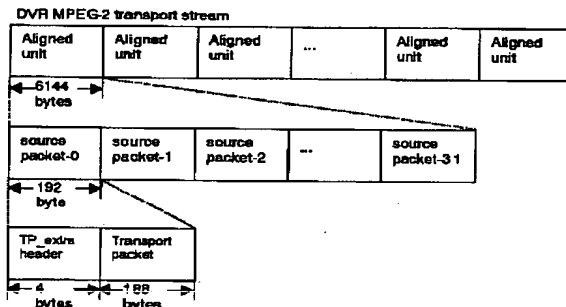 DVR MPEG-2 transport stream
Aligned unit
Aligned unit
Aligned unit
...
Aligned unit
Aligned unit
6144 bytes
source packet-0
source packet-1
source packet-2
...
source packet-31
192 byte
TP_extra header
Transport packet
4 bytes
188 bytes